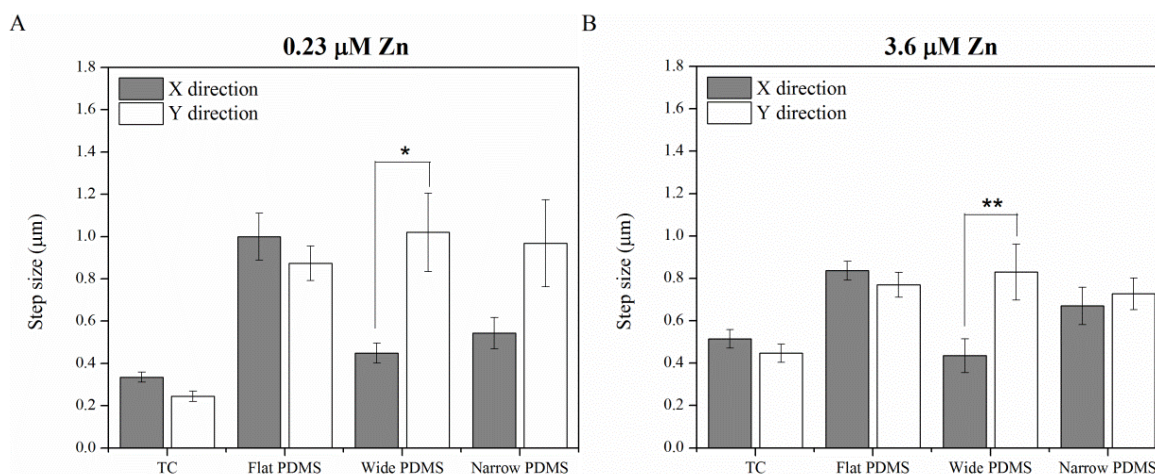 A
0.23 μM Zn
1.8
1.6
1.4
1.2
1.0
0.8
0.6
0.4
0.2
0.0
Step size (μm)
X direction
Y direction
*
TC
Flat PDMS
Wide PDMS
Narrow PDMS
B
3.6 μM Zn
1.8
1.6
1.4
1.2
1.0
0.8
0.6
0.4
0.2
0.0
Step size (μm)
X direction
Y direction
**
TC
Flat PDMS
Wide PDMS
Narrow PDMS